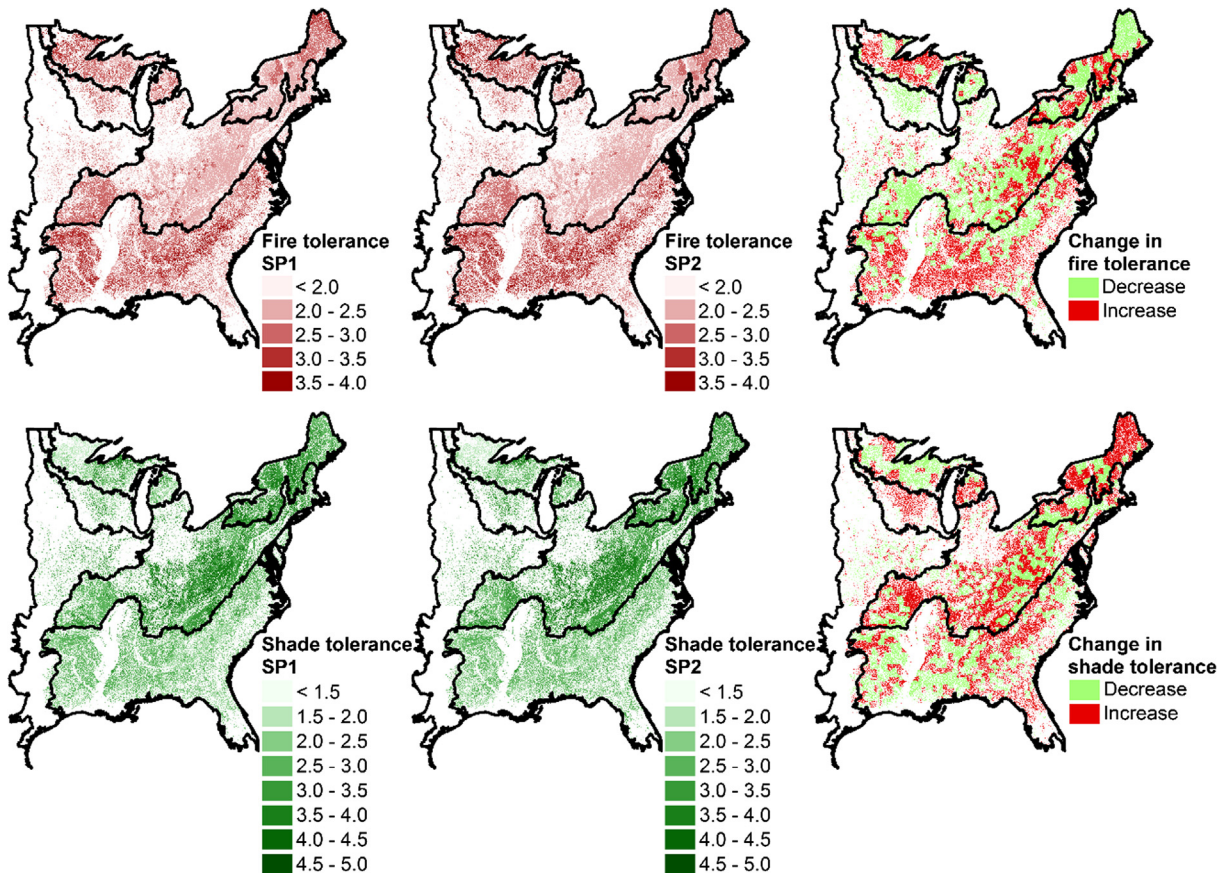 Fire tolerance
SP1
< 2.0
2.0 - 2.5
2.5 - 3.0
3.0 - 3.5
3.5 - 4.0
Fire tolerance
SP2
< 2.0
2.0 - 2.5
2.5 - 3.0
3.0 - 3.5
3.5 - 4.0
Change in
fire tolerance
Decrease
Increase
Shade tolerance
SP1
< 1.5
1.5 - 2.0
2.0 - 2.5
2.5 - 3.0
3.0 - 3.5
3.5 - 4.0
4.0 - 4.5
4.5 - 5.0
Shade tolerance
SP2
< 1.5
1.5 - 2.0
2.0 - 2.5
2.5 - 3.0
3.0 - 3.5
3.5 - 4.0
4.0 - 4.5
4.5 - 5.0
Change in
shade tolerance
Decrease
Increase